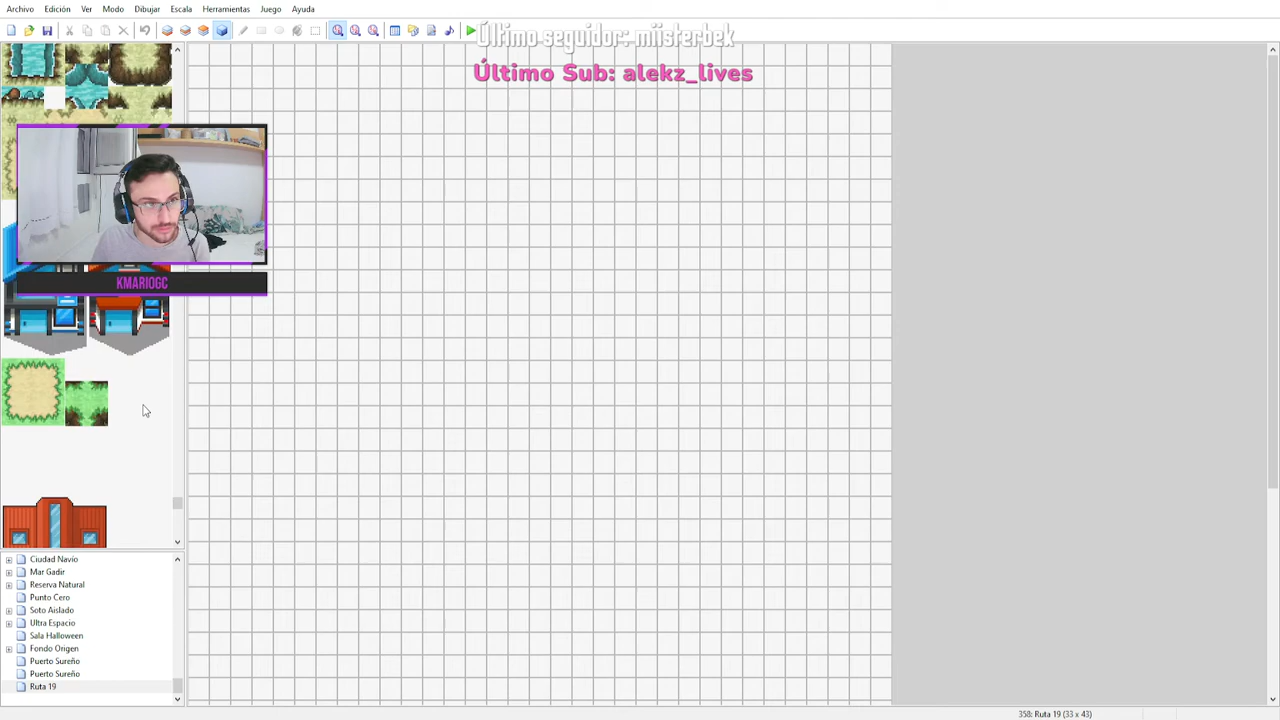 Archivo Edición Ver Modo Dibujar Escala Herramientas Juego Ayuda
Último seguidor: miisterbek
Último Sub: alekz_lives
KMARIOGC
Ciudad Navío
Mar Gadir
Reserva Natural
Punto Cero
Soto Aislado
Ultra Espacio
Sala Halloween
Fondo Origen
Puerto Sureño
Puerto Sureño
Ruta 19
358: Ruta 19 (33 x 43)